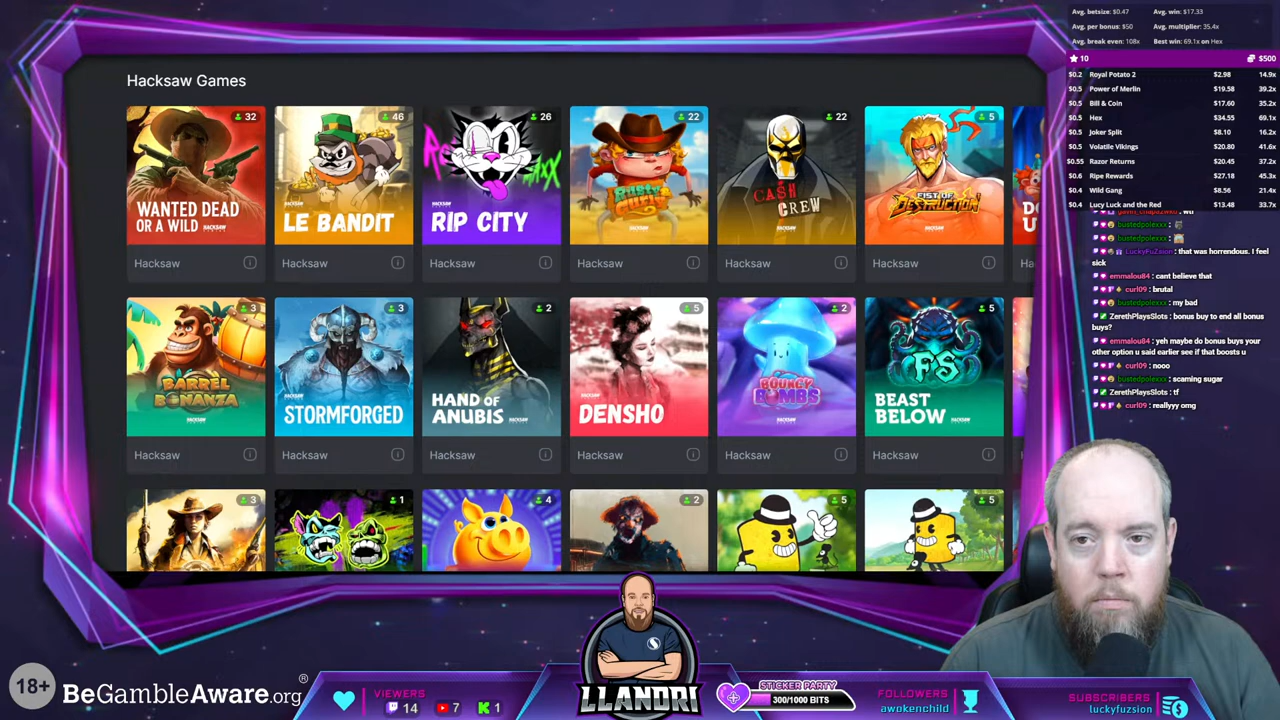 Avg. betsize: $0.47
Avg. win: $17.33
Avg. per bonus: $50
Avg. multiplier: 35.4x
Avg. break even: 108x
Best win: 69.1x on Hex
10
$500
$0.2 Royal Potato 2 $2.98 14.9x
$0.5 Power of Merlin $19.58 39.2x
$0.5 Bill & Coin $17.60 35.2x
$0.5 Hex $34.55 69.1x
$0.5 Joker Split $8.10 16.2x
$0.5 Volatile Vikings $20.80 41.6x
$0.55 Razor Returns $20.45 37.2x
$0.6 Ripe Rewards $27.18 45.3x
$0.4 Wild Gang $8.56 21.4x
$0.4 Lucy Luck and the Red $13.48 33.7x
Hacksaw Games
32
46
26
22
22
5
WANTED DEAD
OR A WILD HACKSAW
HACKSAW
LE BANDIT
RIP CITY
Rusty
Curly
CASH
CREW
FIST OF
DESTRUCTION
Hacksaw
Hacksaw
Hacksaw
Hacksaw
Hacksaw
Hacksaw
3
3
2
5
2
5
BARREL
BONANZA
STORMFORGED
HAND OF
ANUBIS
DENSHO
BOUNCY
BOMBS
FS
BEAST
BELOW
Hacksaw
Hacksaw
Hacksaw
Hacksaw
Hacksaw
Hacksaw
3
1
4
2
5
5
bustedpolexxx :
bustedpolexxx :
LuckyFuZsion : that was horrendous. I feel
sick
emmalou84 : cant believe that
curl09 : brutal
bustedpolexxx : my bad
ZerethPlaysSlots : bonus buy to end all bonus
buys?
emmalou84 : yeh maybe do bonus buys your
other option u said earlier see if that boosts u
curl09 : nooo
bustedpolexxx : scaming sugar
ZerethPlaysSlots : tf
curl09 : reallyyy omg
18+
BeGambleAware.org®
VIEWERS
14
7
1
LLANDRI
STICKER PARTY
300/1000 BITS
FOLLOWERS
awokenchild
SUBSCRIBERS
luckyfuzsion